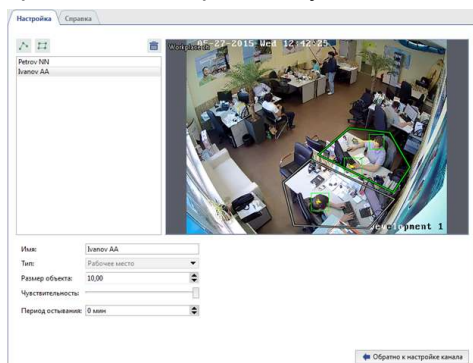 Настройка Справка
Petrov NN
Ivanov AA
Workplace ch
05-27-2015 Wed 12:42:25
development 1
Имя: Ivanov AA
Тип: Рабочее место
Размер объекта: 10,00
Чувствительность:
Период остывания: 0 мин
Обратно к настройке канала